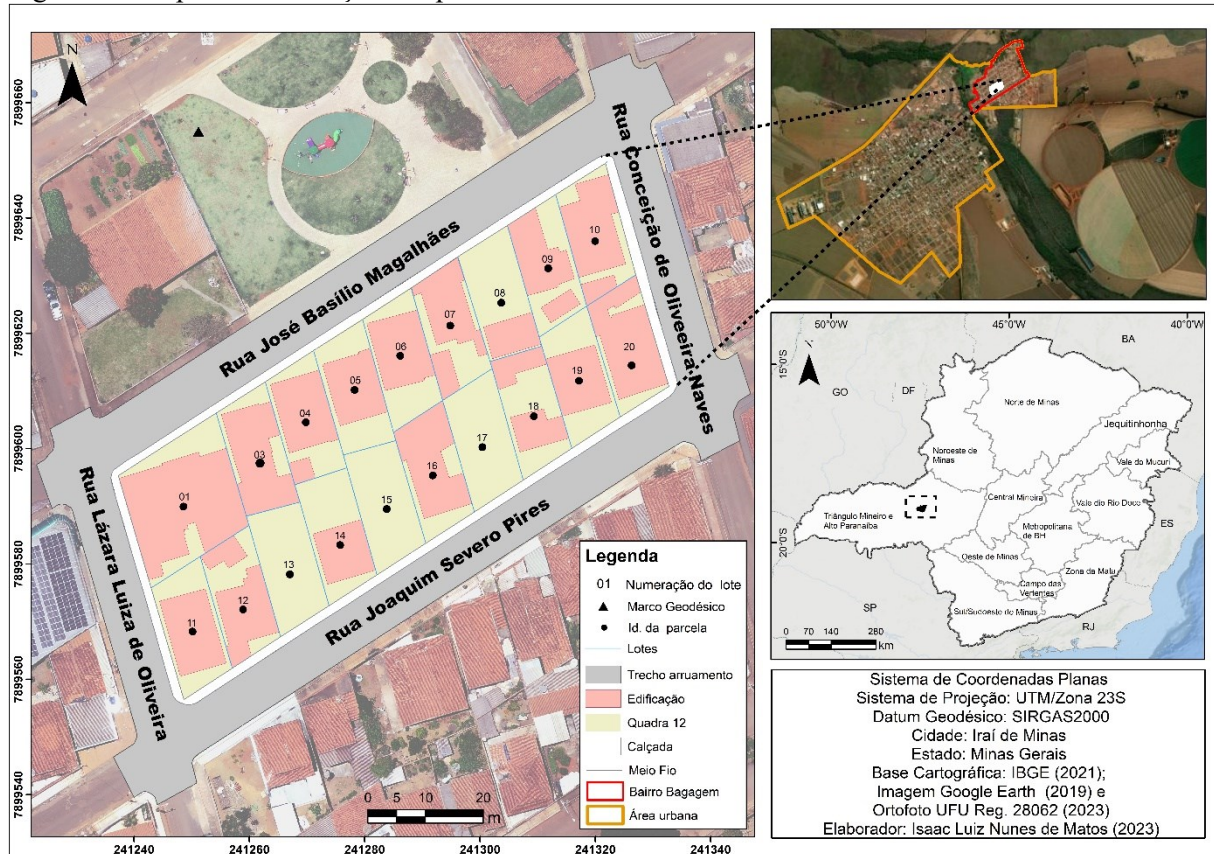 N
7899660
7899640
7899620
7899600
7899580
7899560
7899540
241240
241260
241280
241300
241320
241340
Rua José Basílio Magalhães
Rua Conceição de Oliveeira Naves
Rua Lázara Luiza de Oliveira
Rua Joaquim Severo Pires
01
03
04
05
06
07
08
09
10
11
12
13
14
15
16
17
18
19
20
0 5 10 20
m
Legenda
01 Numeração do lote
Marco Geodésico
Id. da parcela
Lotes
Trecho arruamento
Edificação
Quadra 12
Calçada
Meio Fio
Bairro Bagagem
Área urbana
50°0'W
45°0'W
40°0'W
15°0'S
20°0'S
BA
GO
DF
ES
SP
RJ
Norte de Minas
Jequitinhonha
Noroeste de
Minas
Vale do Mucuri
Central Mineira
Vale dio Rio Doce
Triângulo Mineiro e
Alto Paranaíba
Metropolitana
de BH
Oeste de Minas
Zona da Mata
Campo das
Vertentes
Sul/Sudoeste de Minas
0 70 140 280
km
Sistema de Coordenadas Planas
Sistema de Projeção: UTM/Zona 23S
Datum Geodésico: SIRGAS2000
Cidade: Iraí de Minas
Estado: Minas Gerais
Base Cartográfica: IBGE (2021);
Imagem Google Earth (2019) e
Ortofoto UFU Reg. 28062 (2023)
Elaborador: Isaac Luiz Nunes de Matos (2023)